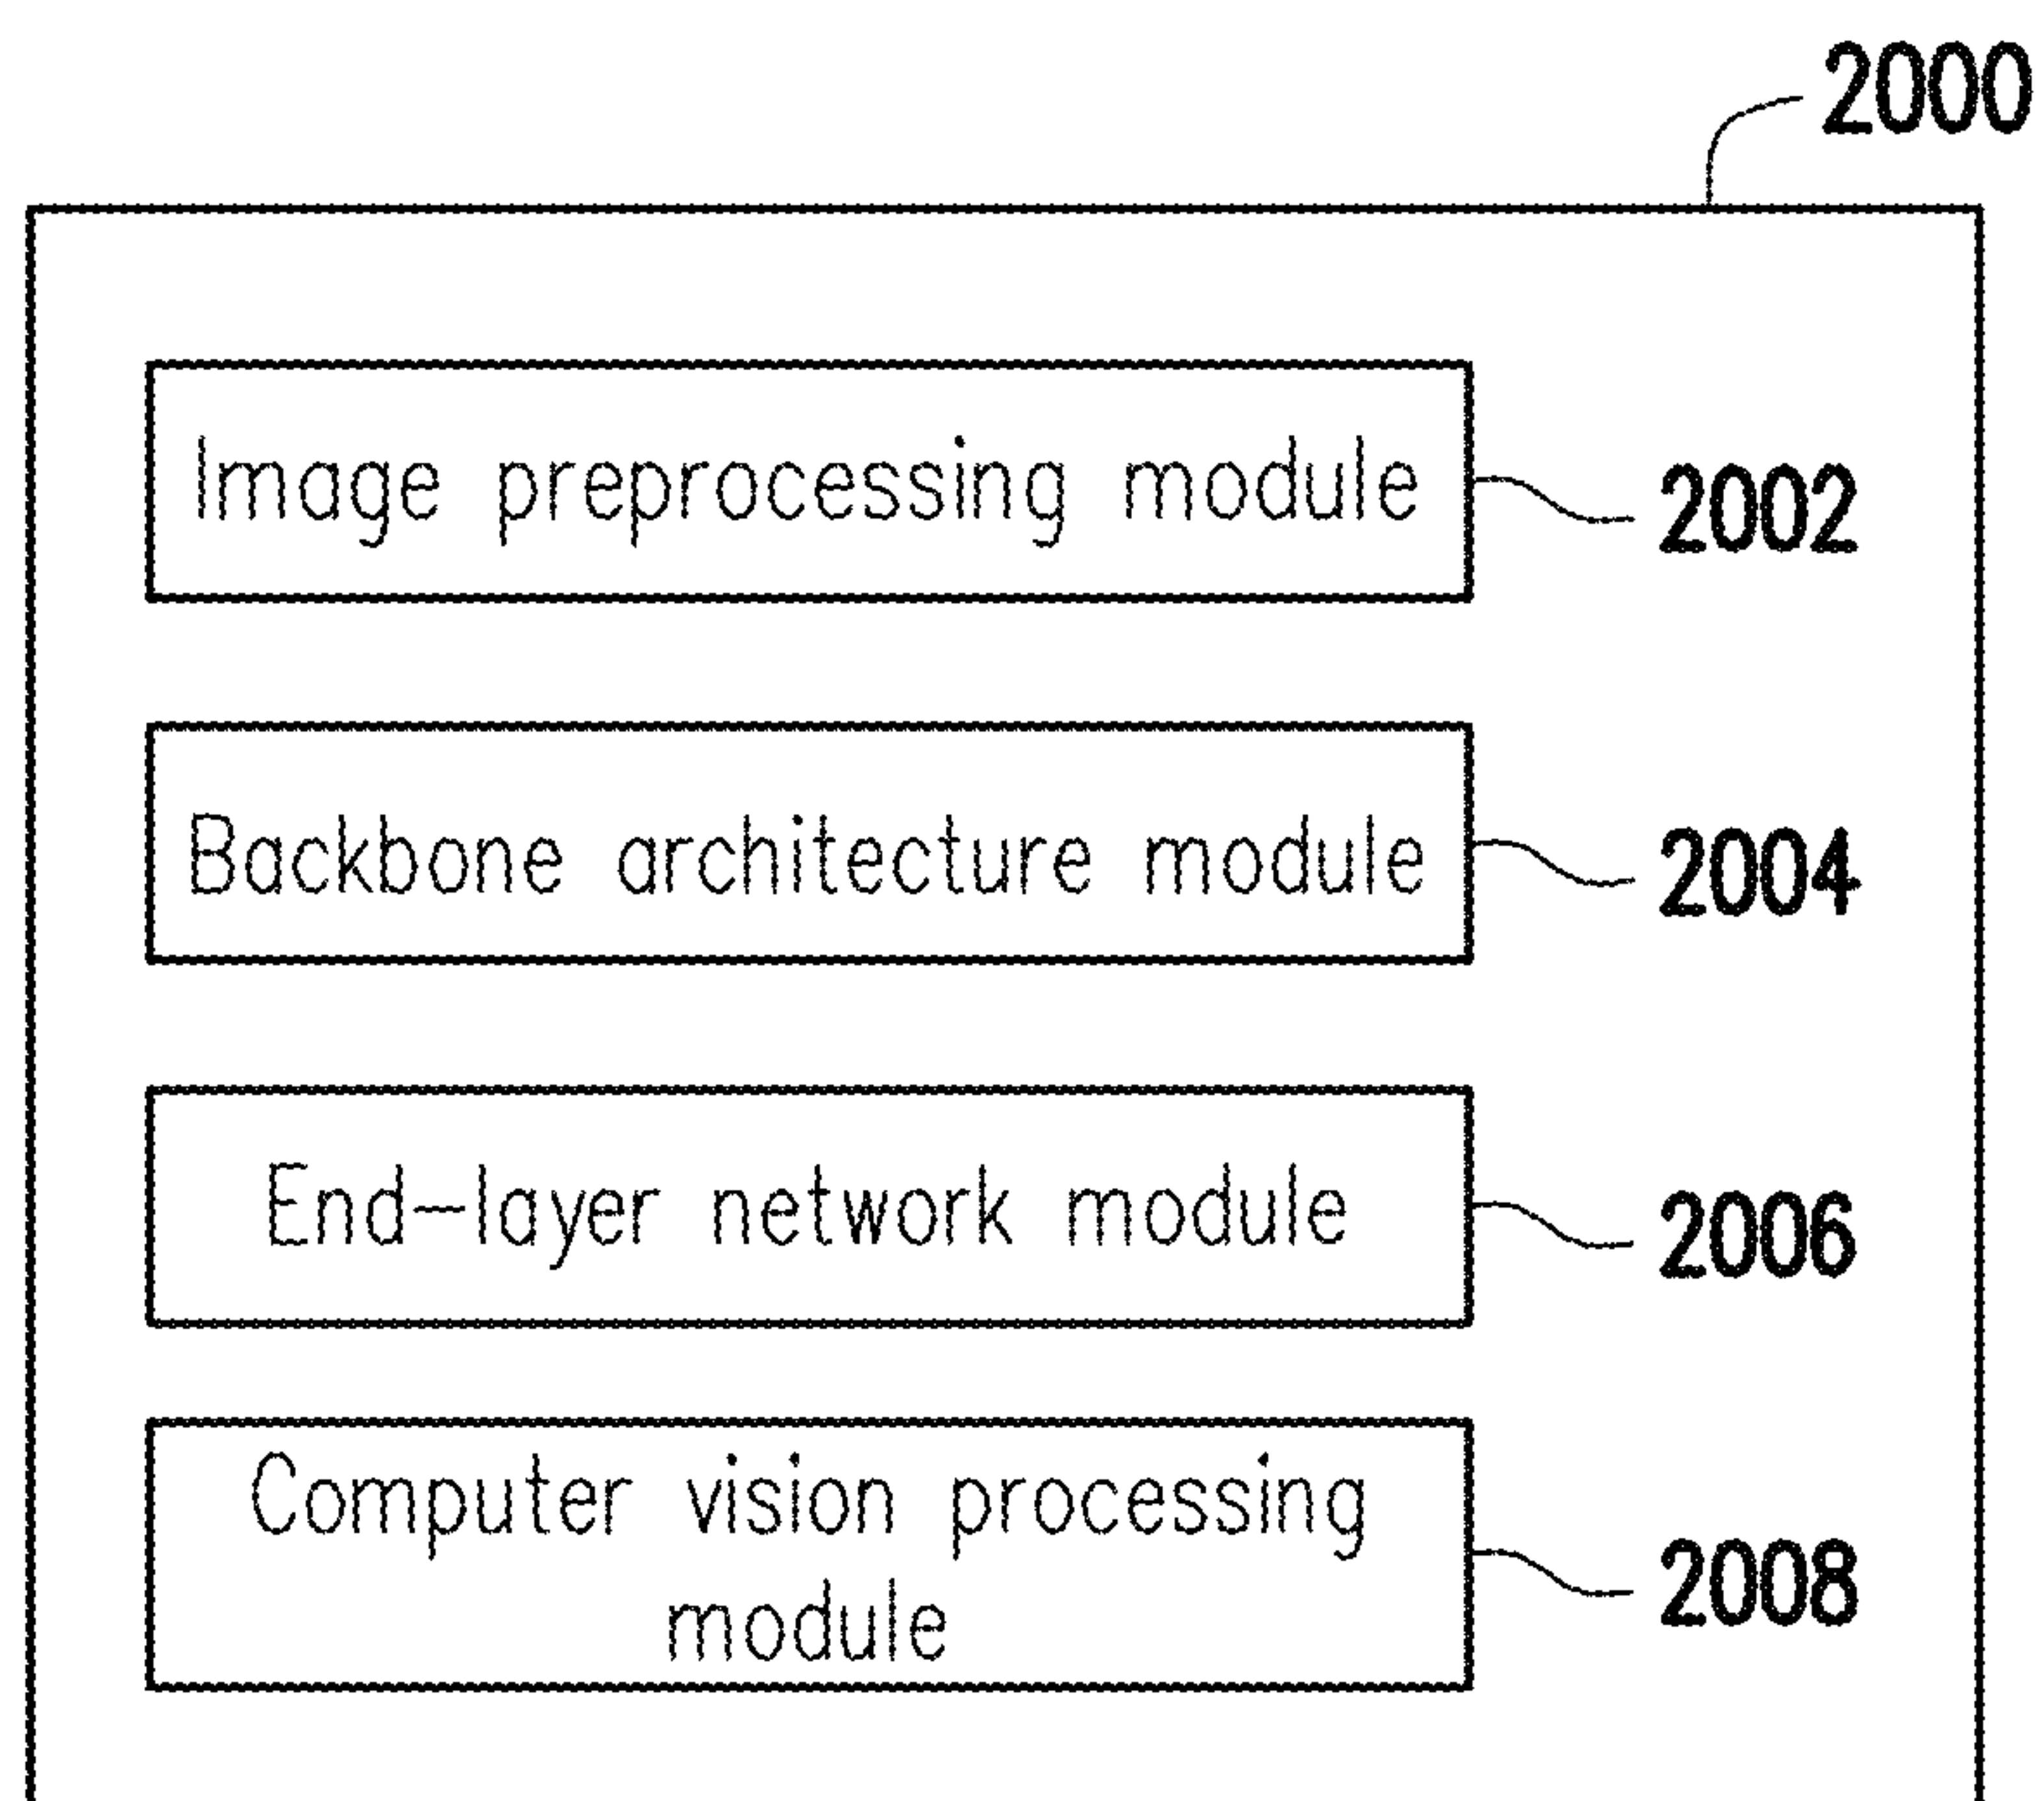 2000
Image preprocessing module 2002
Backbone architecture module 2004
End-layer network module 2006
Computer vision processing
module
2008